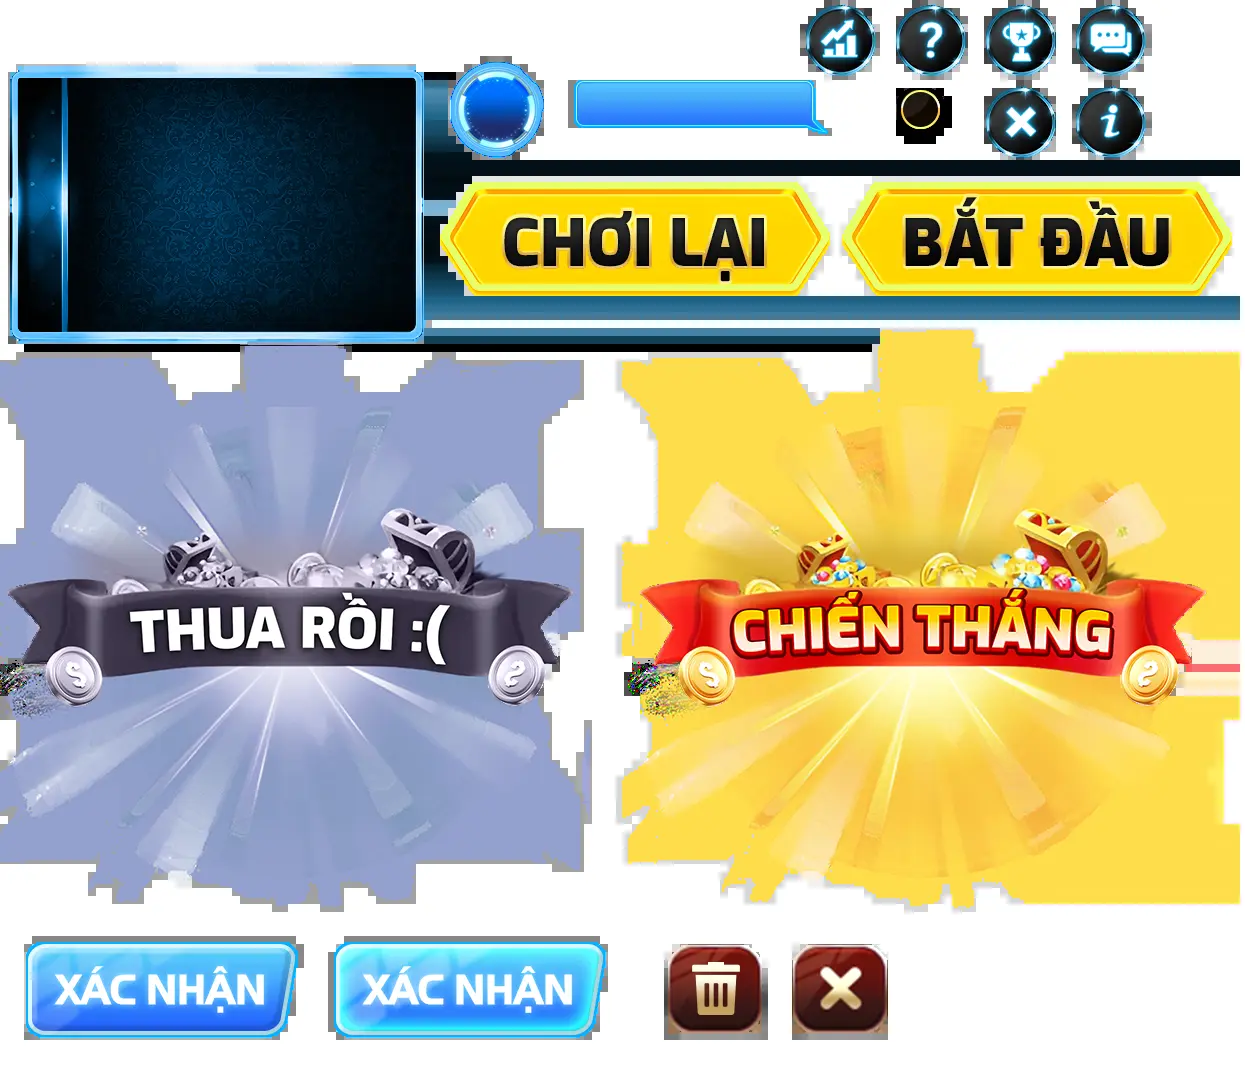 ?
i
CHƠI LẠI
BẮT ĐẦU
THUA RỒI :(
CHIẾN THẮNG
$
$
XÁC NHẬN
XÁC NHẬN